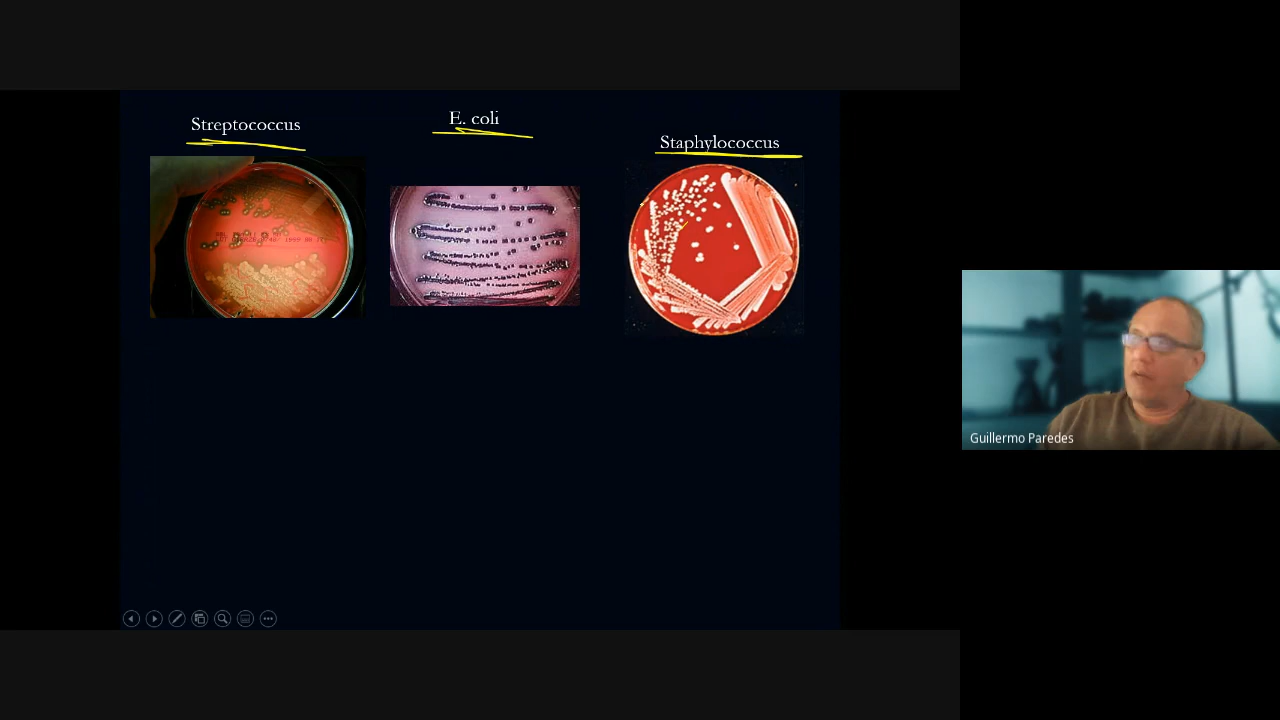 Streptococcus
E. coli
Staphylococcus
Guillermo Paredes